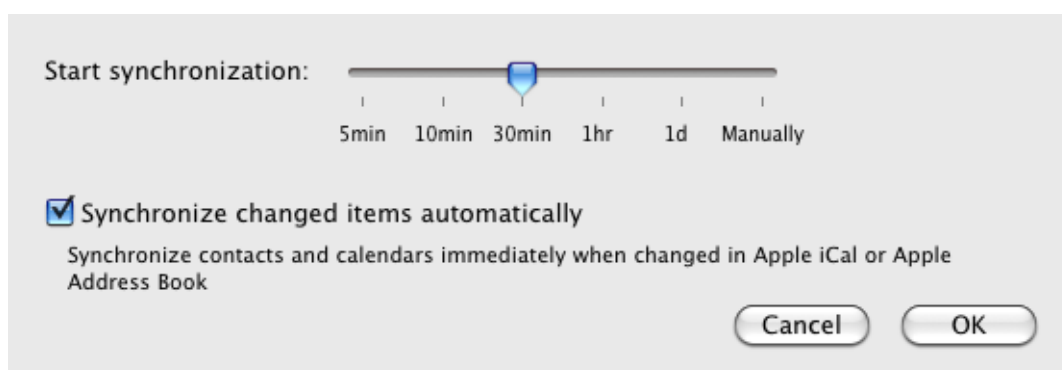 Start synchronization:
5min 10min 30min 1hr 1d Manually
Synchronize changed items automatically
Synchronize contacts and calendars immediately when changed in Apple iCal or Apple
Address Book
Cancel OK